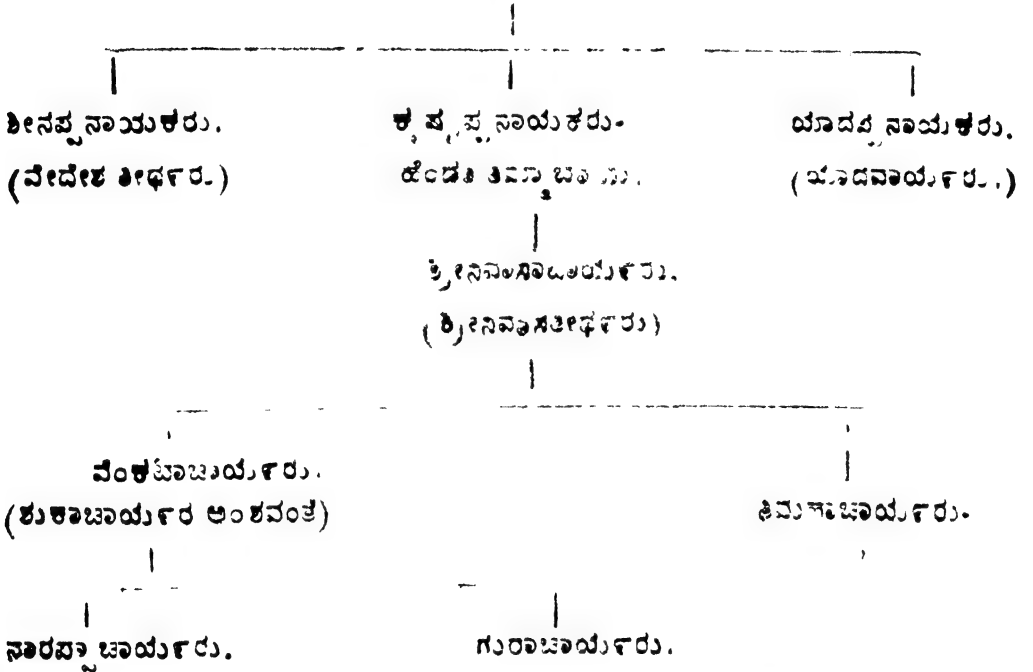 ಶೀನಪ್ಪನಾಯಕರು. ಕೃಷ್ಣಪ್ಪನಾಯಕರು. ಯಾದಪ್ಪನಾಯಕರು.
(ವೇದೇಶ ತೀರ್ಥರು.) ಹೆಂಡತಿ ತಿಮ್ಮಾಬಾಯಿ. (ಯಾದವಾರ್ಯರು.)
ಶ್ರೀನಿವಾಸಾಚಾರ್ಯರು.
(ಶ್ರೀನಿವಾಸತೀರ್ಥರು)
ವೆಂಕಟಾಚಾರ್ಯರು.
(ಶುಕಾಚಾರ್ಯರ ಅಂಶವಂತೆ)
ನಾರಪ್ಪಾಚಾರ್ಯರು. ಗುರಾಚಾರ್ಯರು.